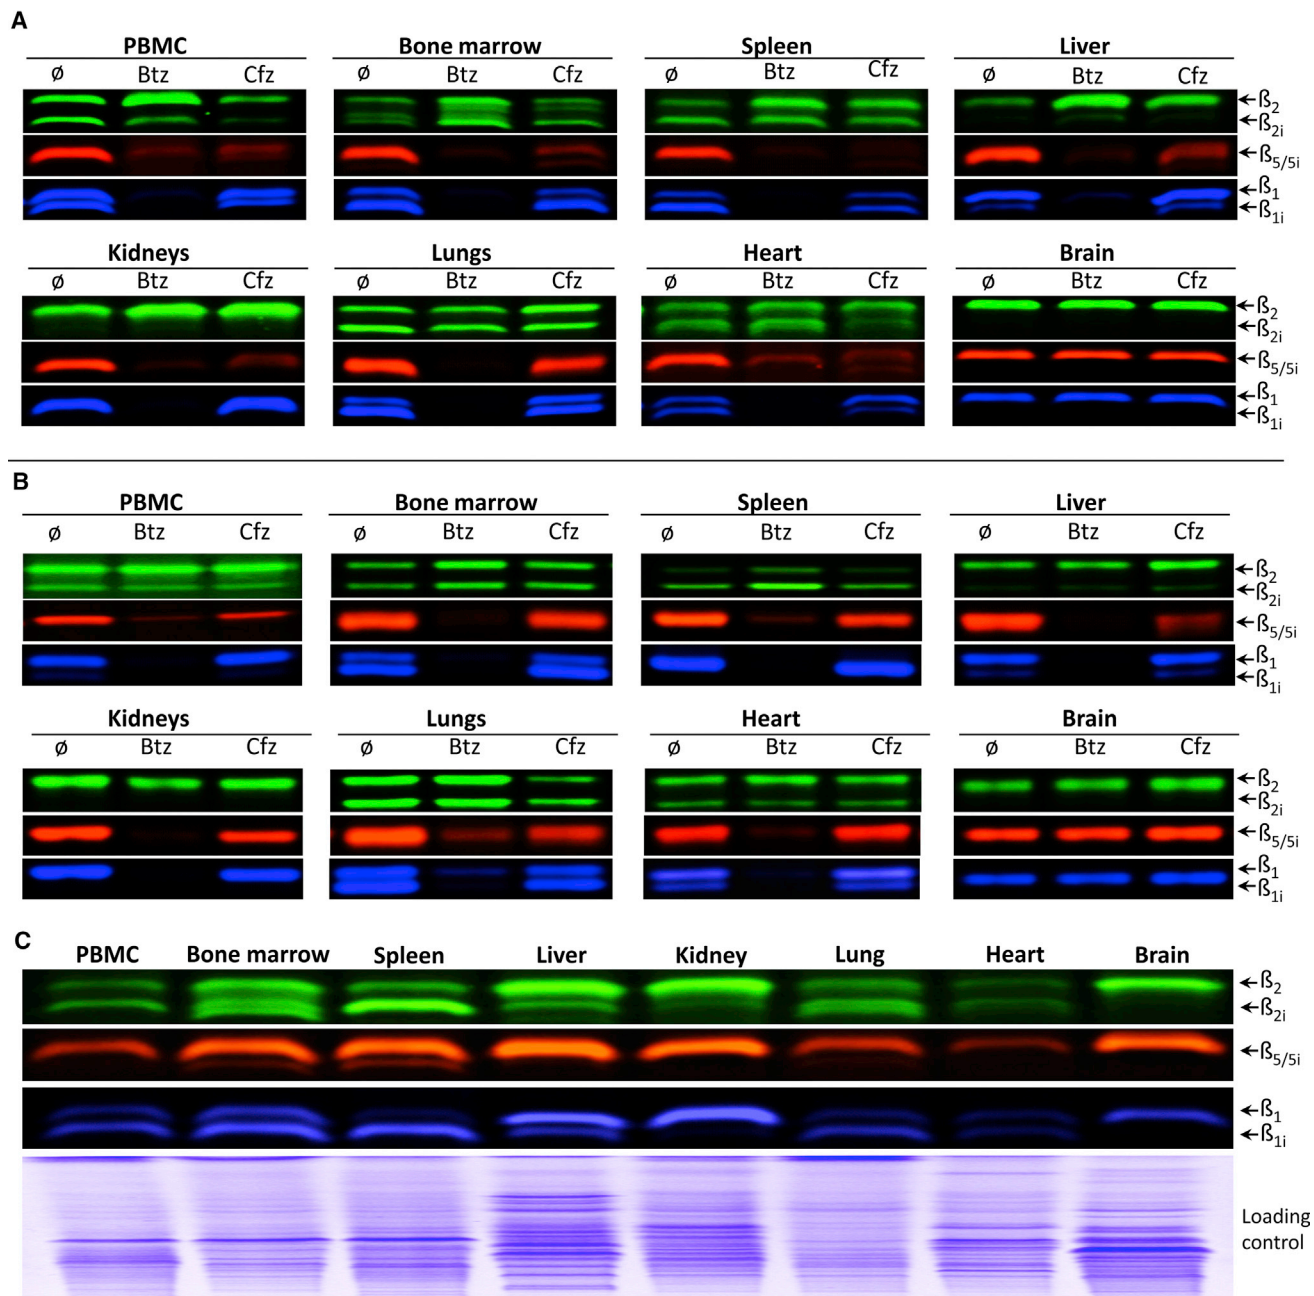 A
PBMC Bone marrow Spleen Liver
ø Btz Cfz ø Btz Cfz ø Btz Cfz ø Btz Cfz
ß2
ß2i
ß5/5i
ß1
ß1i
Kidneys Lungs Heart Brain
ø Btz Cfz ø Btz Cfz ø Btz Cfz ø Btz Cfz
ß2
ß2i
ß5/5i
ß1
ß1i
B
PBMC Bone marrow Spleen Liver
ø Btz Cfz ø Btz Cfz ø Btz Cfz ø Btz Cfz
ß2
ß2i
ß5/5i
ß1
ß1i
Kidneys Lungs Heart Brain
ø Btz Cfz ø Btz Cfz ø Btz Cfz ø Btz Cfz
ß2
ß2i
ß5/5i
ß1
ß1i
C
PBMC Bone marrow Spleen Liver Kidney Lung Heart Brain
ß2
ß2i
ß5/5i
ß1
ß1i
Loading
control